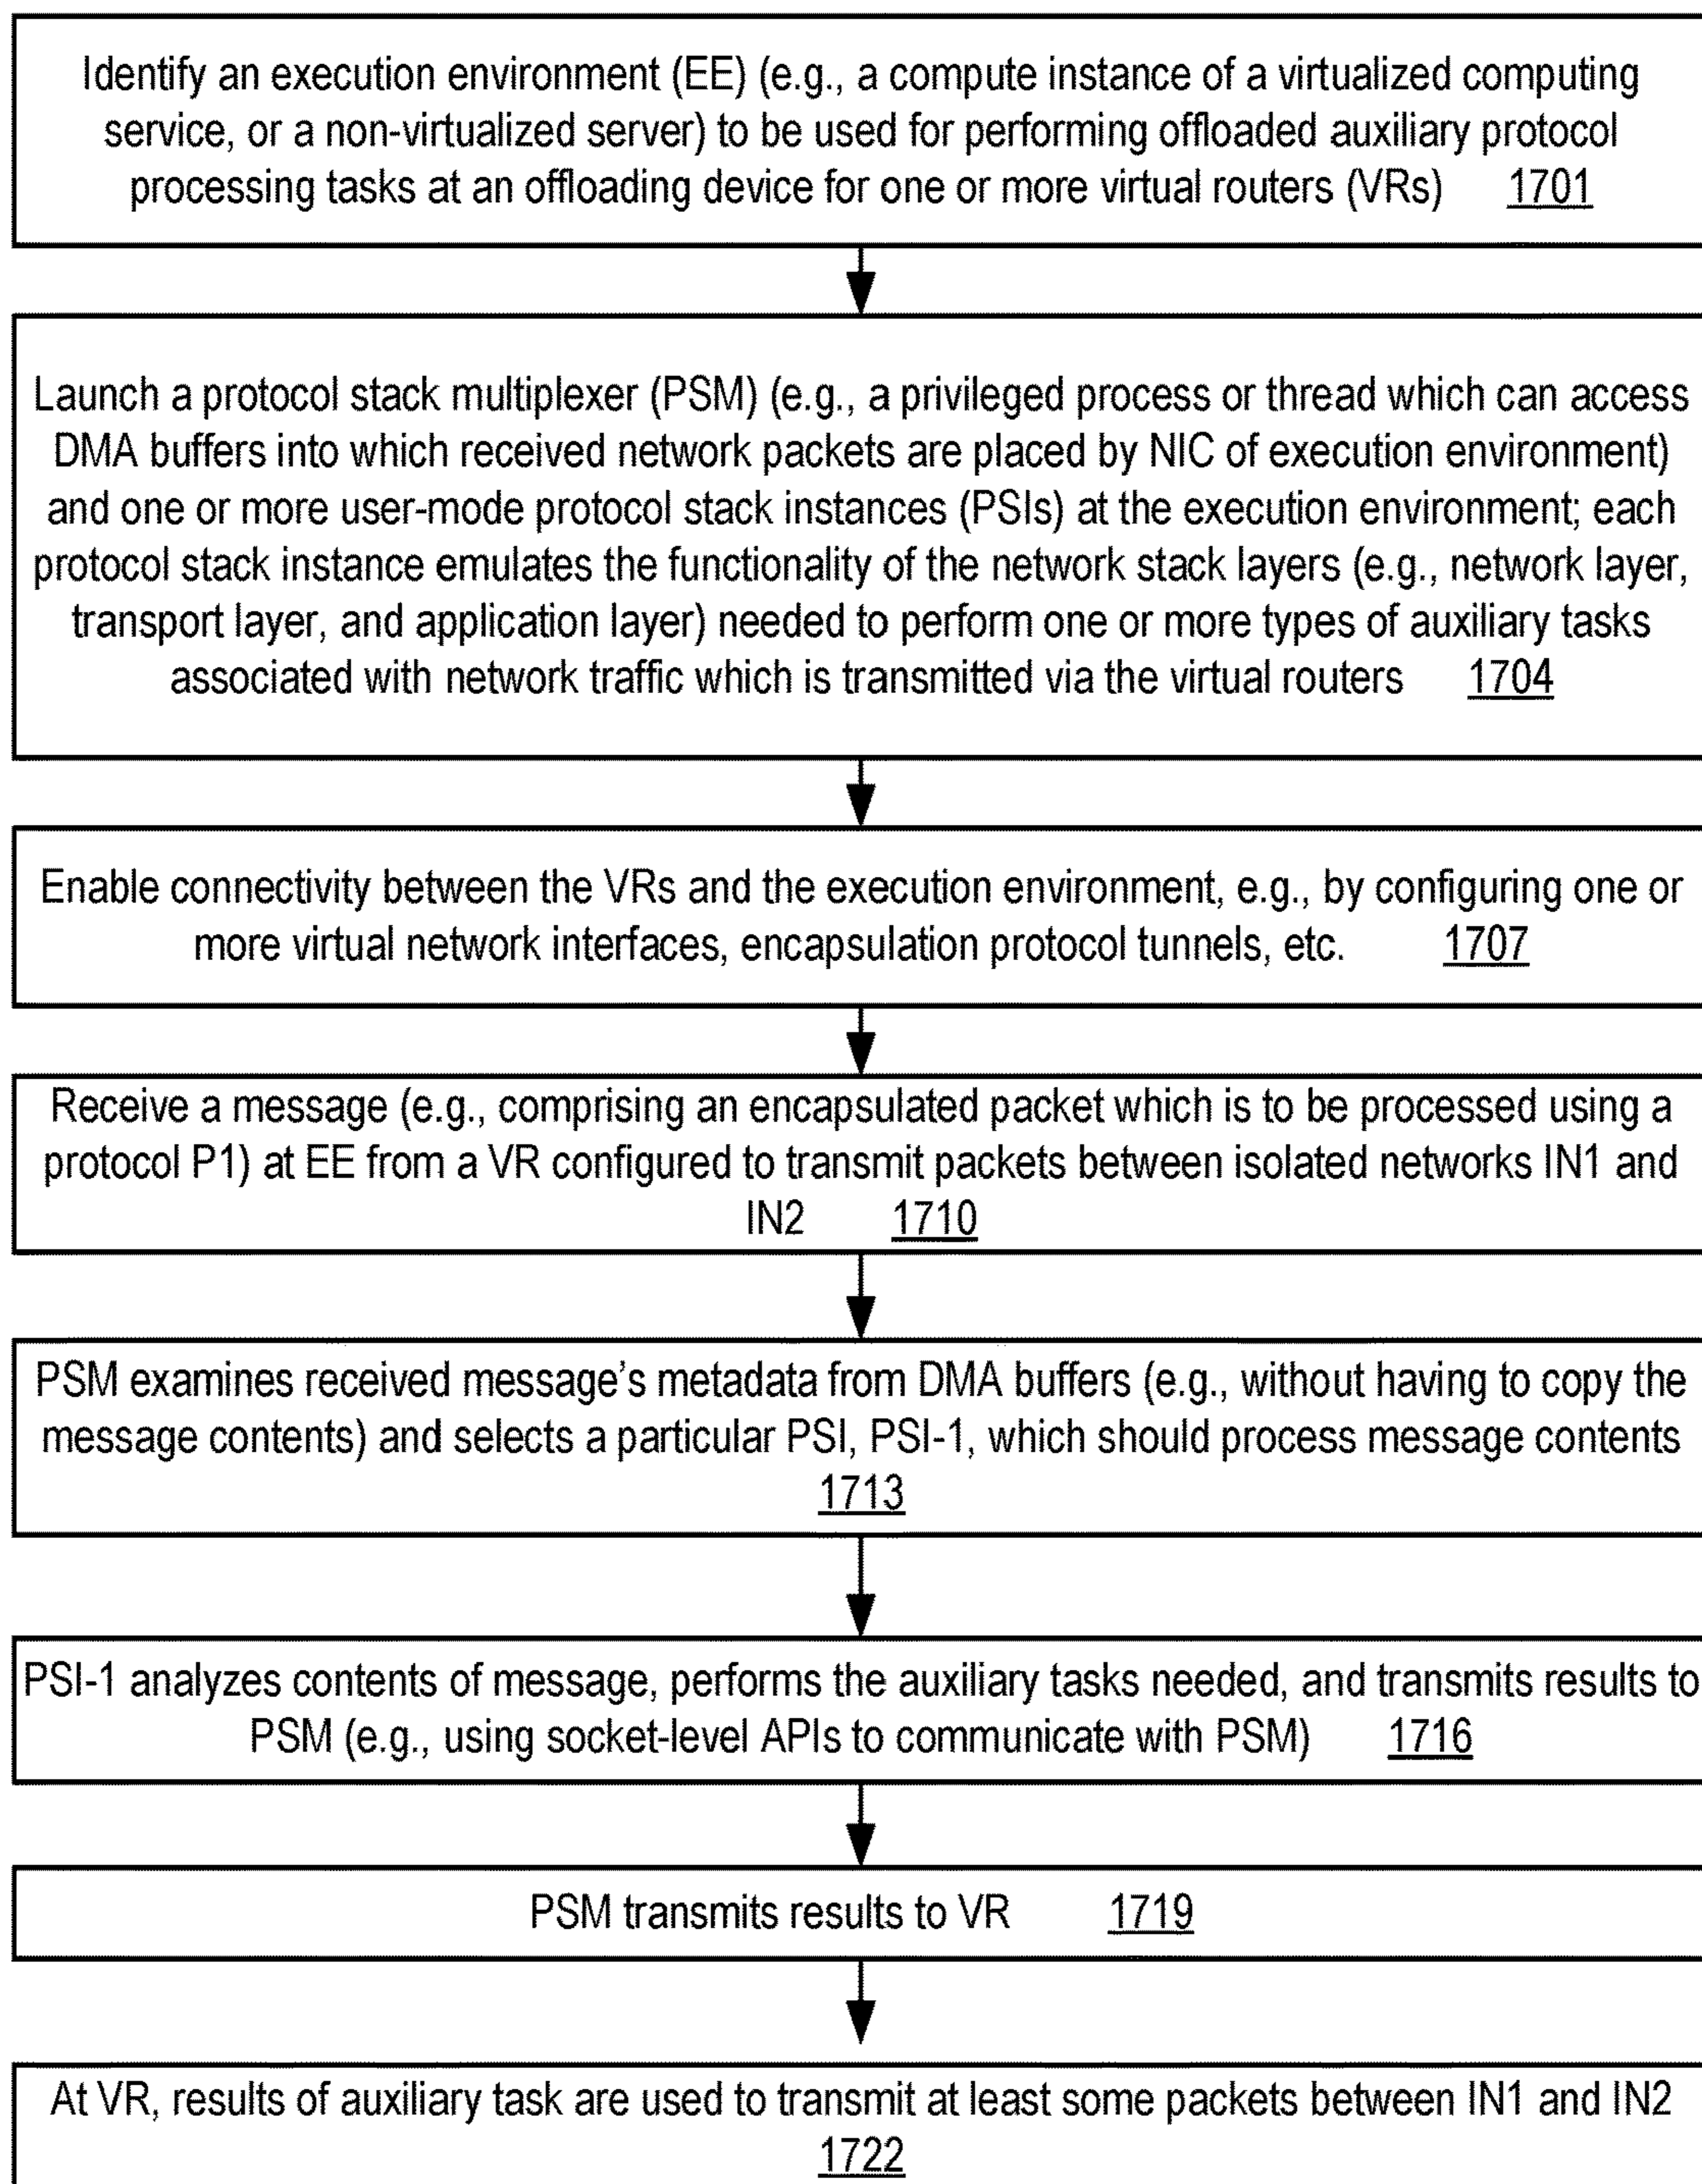 Identify an execution environment (EE) (e.g., a compute instance of a virtualized computing
service, or a non-virtualized server) to be used for performing offloaded auxiliary protocol
processing tasks at an offloading device for one or more virtual routers (VRs) 1701
Launch a protocol stack multiplexer (PSM) (e.g., a privileged process or thread which can access
DMA buffers into which received network packets are placed by NIC of execution environment)
and one or more user-mode protocol stack instances (PSIs) at the execution environment; each
protocol stack instance emulates the functionality of the network stack layers (e.g., network layer,
transport layer, and application layer) needed to perform one or more types of auxiliary tasks
associated with network traffic which is transmitted via the virtual routers 1704
Enable connectivity between the VRs and the execution environment, e.g., by configuring one or
more virtual network interfaces, encapsulation protocol tunnels, etc. 1707
Receive a message (e.g., comprising an encapsulated packet which is to be processed using a
protocol P1) at EE from a VR configured to transmit packets between isolated networks IN1 and
IN2 1710
PSM examines received message's metadata from DMA buffers (e.g., without having to copy the
message contents) and selects a particular PSI, PSI-1, which should process message contents
1713
PSI-1 analyzes contents of message, performs the auxiliary tasks needed, and transmits results to
PSM (e.g., using socket-level APIs to communicate with PSM) 1716
PSM transmits results to VR 1719
At VR, results of auxiliary task are used to transmit at least some packets between IN1 and IN2
1722